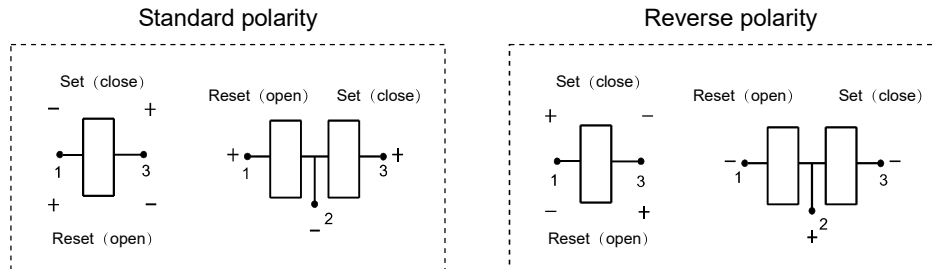 Standard polarity
Reverse polarity
Set（close）
− +
1 3
+ −
Reset（open）
Reset（open） Set（close）
+ 1 3 +
2
−
Set（close）
+ −
1 3
− +
Reset（open）
Reset（open） Set（close）
− 1 3 −
2
+